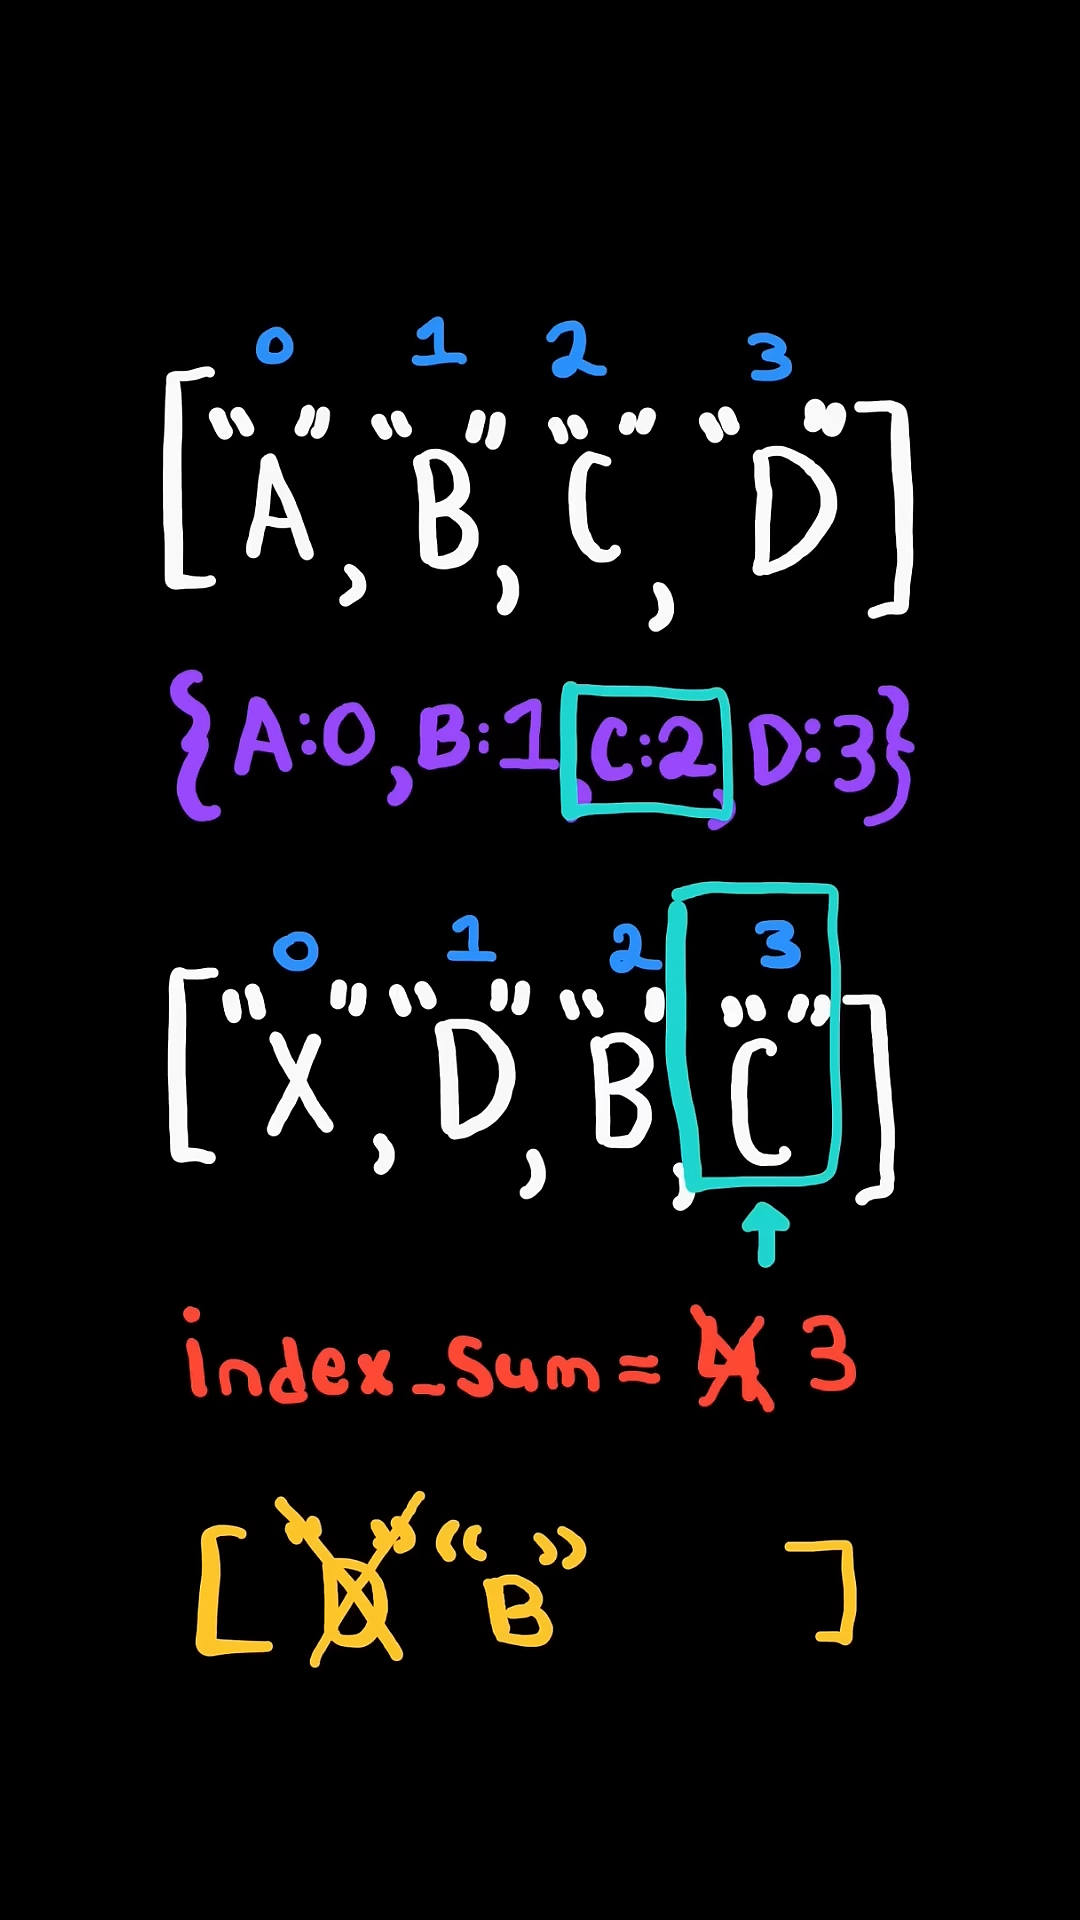 0 1 2 3
["A", "B", "C", "D"]
{A:0, B:1, C:2, D:3}
0 1 2 3
["X", "D", "B", "C"]
index_sum = 4 3
["D" "B" ]